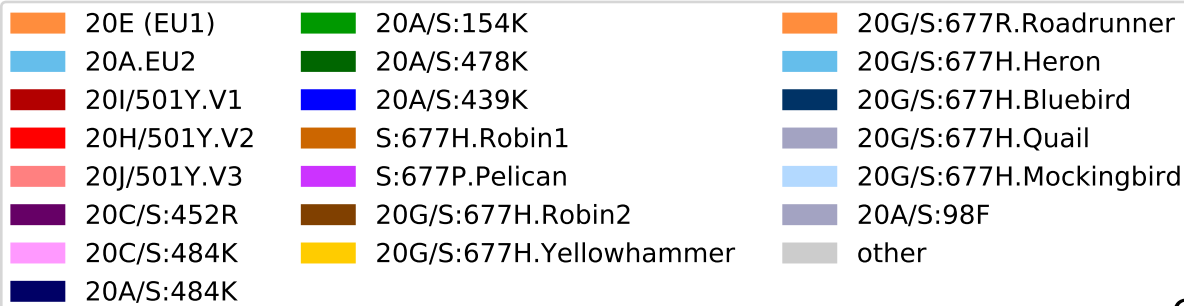 20E (EU1)
20A.EU2
20I/501Y.V1
20H/501Y.V2
20J/501Y.V3
20C/S:452R
20C/S:484K
20A/S:484K
20A/S:154K
20A/S:478K
20A/S:439K
S:677H.Robin1
S:677P.Pelican
20G/S:677H.Robin2
20G/S:677H.Yellowhammer
20G/S:677R.Roadrunner
20G/S:677H.Heron
20G/S:677H.Bluebird
20G/S:677H.Quail
20G/S:677H.Mockingbird
20A/S:98F
other